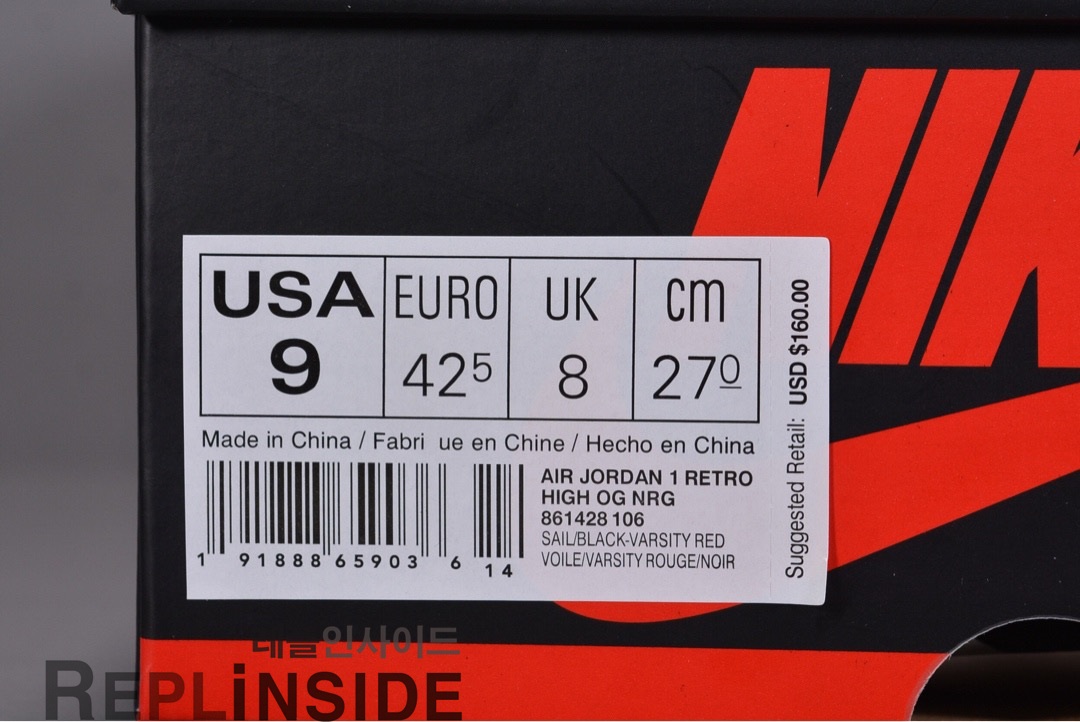 NIK
USA EURO UK cm
9 425 8 270
Made in China / Fabri ue en Chine / Hecho en China
AIR JORDAN 1 RETRO
HIGH OG NRG
861428 106
SAIL/BLACK-VARSITY RED
VOILE/VARSITY ROUGE/NOIR
1 91888 65903 6 14
Suggested Retail: USD $160.00
레플인사이드
REPLiNSIDE